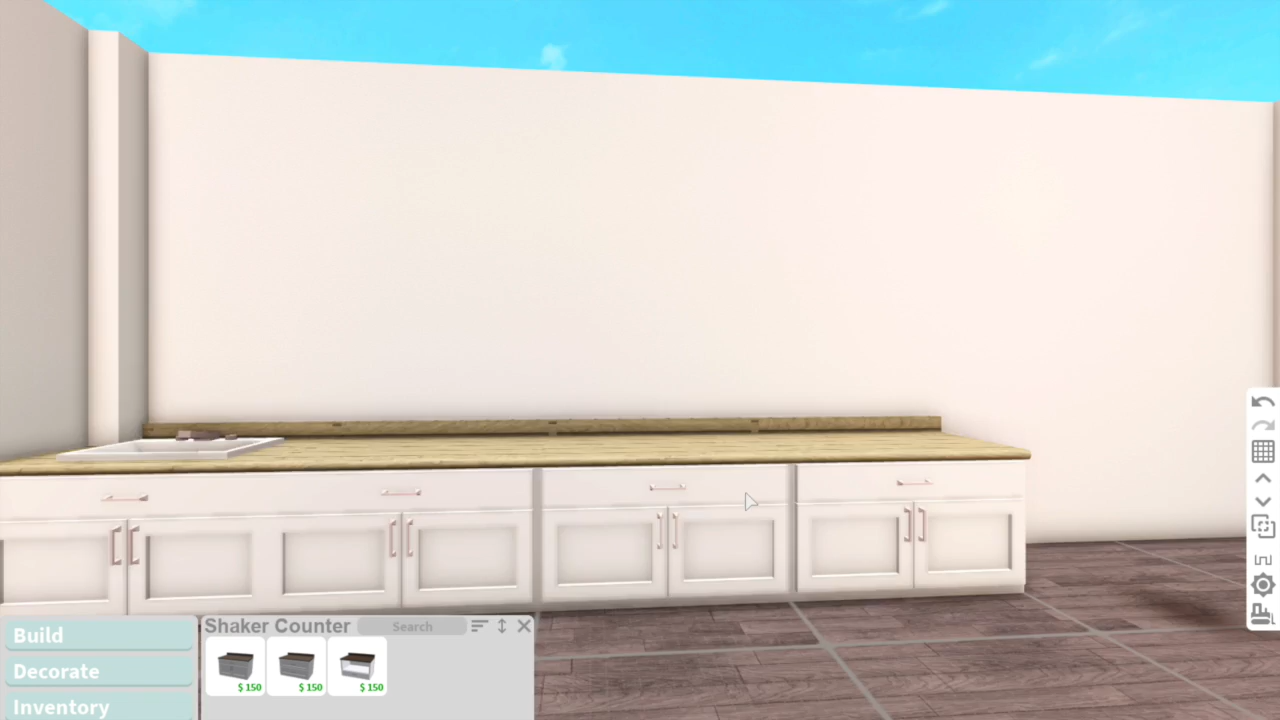 Build
Decorate
Inventory
Shaker Counter
Search
$ 150
$ 150
$ 150